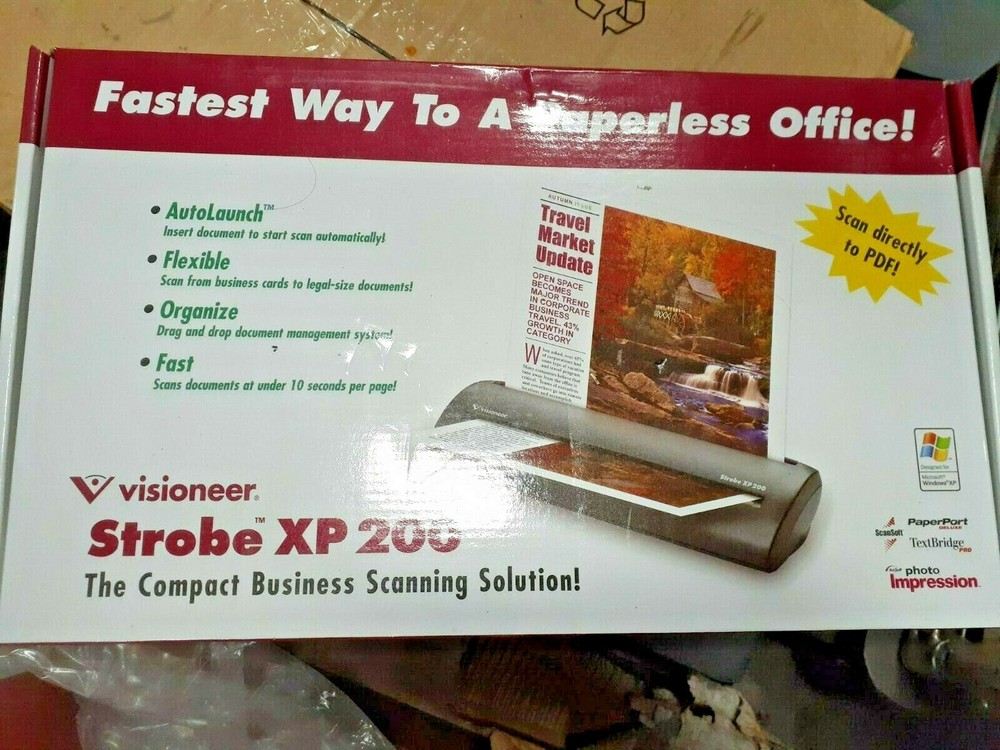 Fastest Way To A Paperless Office!
• AutoLaunch™
Insert document to start scan automatically!
• Flexible
Scan from business cards to legal-size documents!
• Organize
Drag and drop document management system!
• Fast
Scans documents at under 10 seconds per page!
AUTUMN ISSUE
Travel
Market
Update
OPEN SPACE
BECOMES
MAJOR TREND
IN CORPORATE
BUSINESS
TRAVEL. 43%
GROWTH IN
CATEGORY
Scan directly
to PDF!
Visioneer
Strobe XP 200
visioneer®
Strobe™ XP 200
The Compact Business Scanning Solution!
Designed for
Microsoft®
Windows®XP
ScanSoft
PaperPort
DELUXE
TextBridge
PRO
photo
Impression